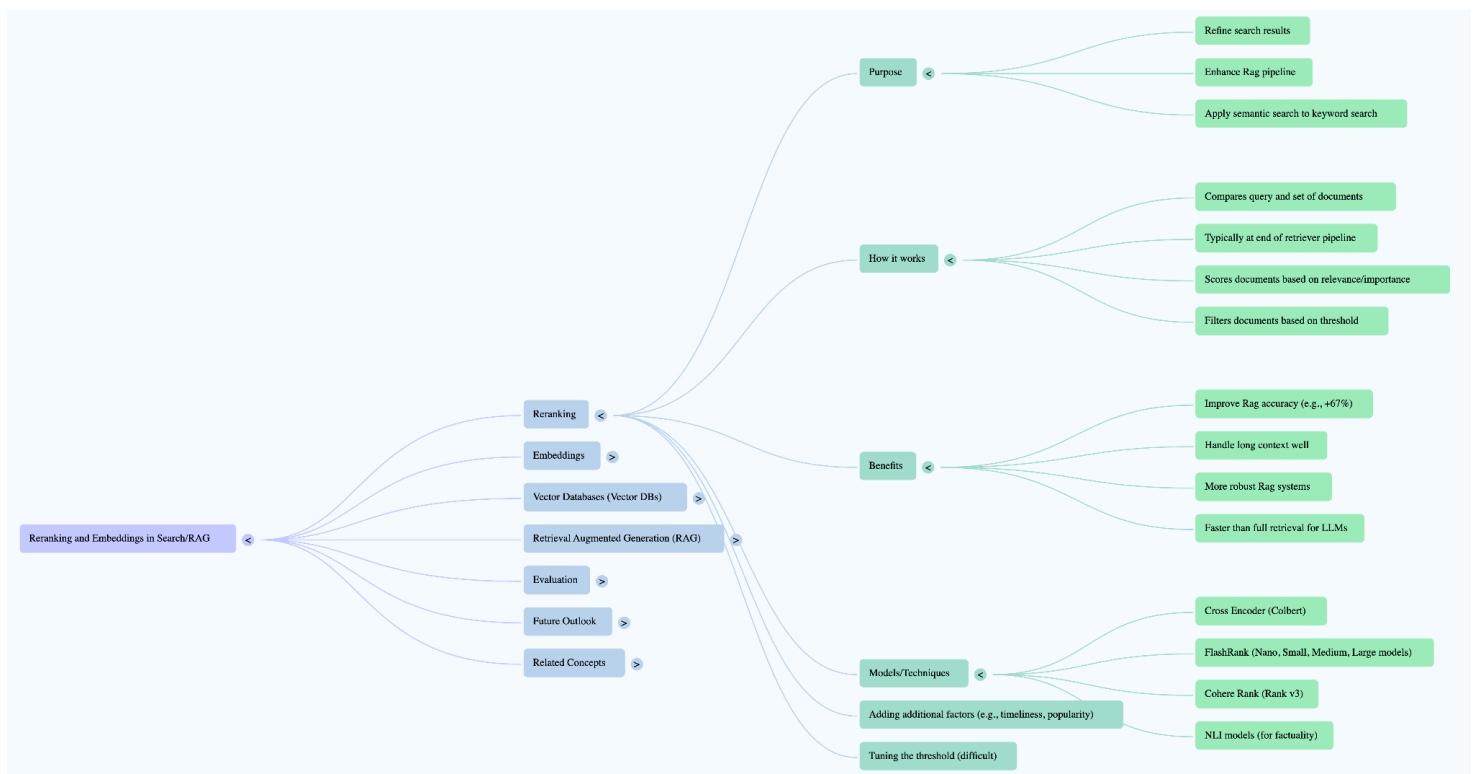 Reranking and Embeddings in Search/RAG <
Reranking <
Embeddings >
Vector Databases (Vector DBs) >
Retrieval Augmented Generation (RAG) >
Evaluation >
Future Outlook >
Related Concepts >
Purpose <
Refine search results
Enhance Rag pipeline
Apply semantic search to keyword search
How it works <
Compares query and set of documents
Typically at end of retriever pipeline
Scores documents based on relevance/importance
Filters documents based on threshold
Benefits <
Improve Rag accuracy (e.g., +67%)
Handle long context well
More robust Rag systems
Faster than full retrieval for LLMs
Models/Techniques <
Cross Encoder (Colbert)
FlashRank (Nano, Small, Medium, Large models)
Cohere Rank (Rank v3)
NLI models (for factuality)
Adding additional factors (e.g., timeliness, popularity)
Tuning the threshold (difficult)